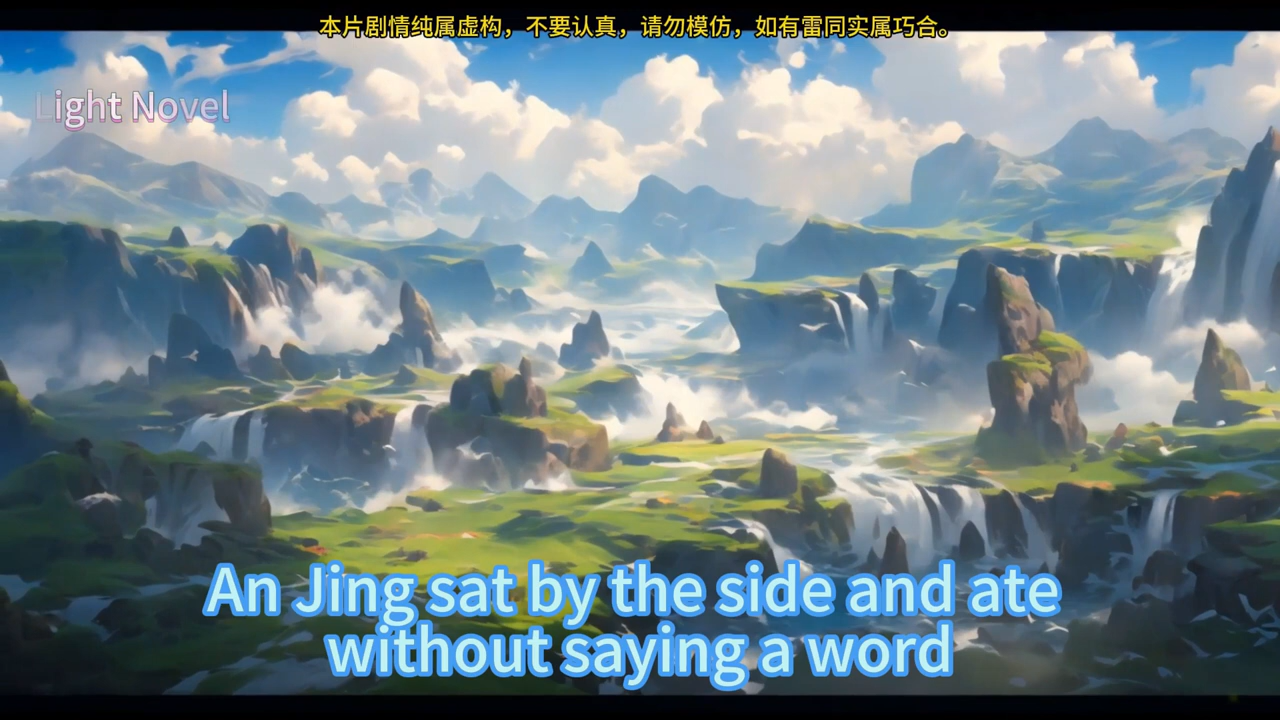 本片剧情纯属虚构，不要认真，请勿模仿，如有雷同实属巧合。
Light Novel
An Jing sat by the side and ate
without saying a word